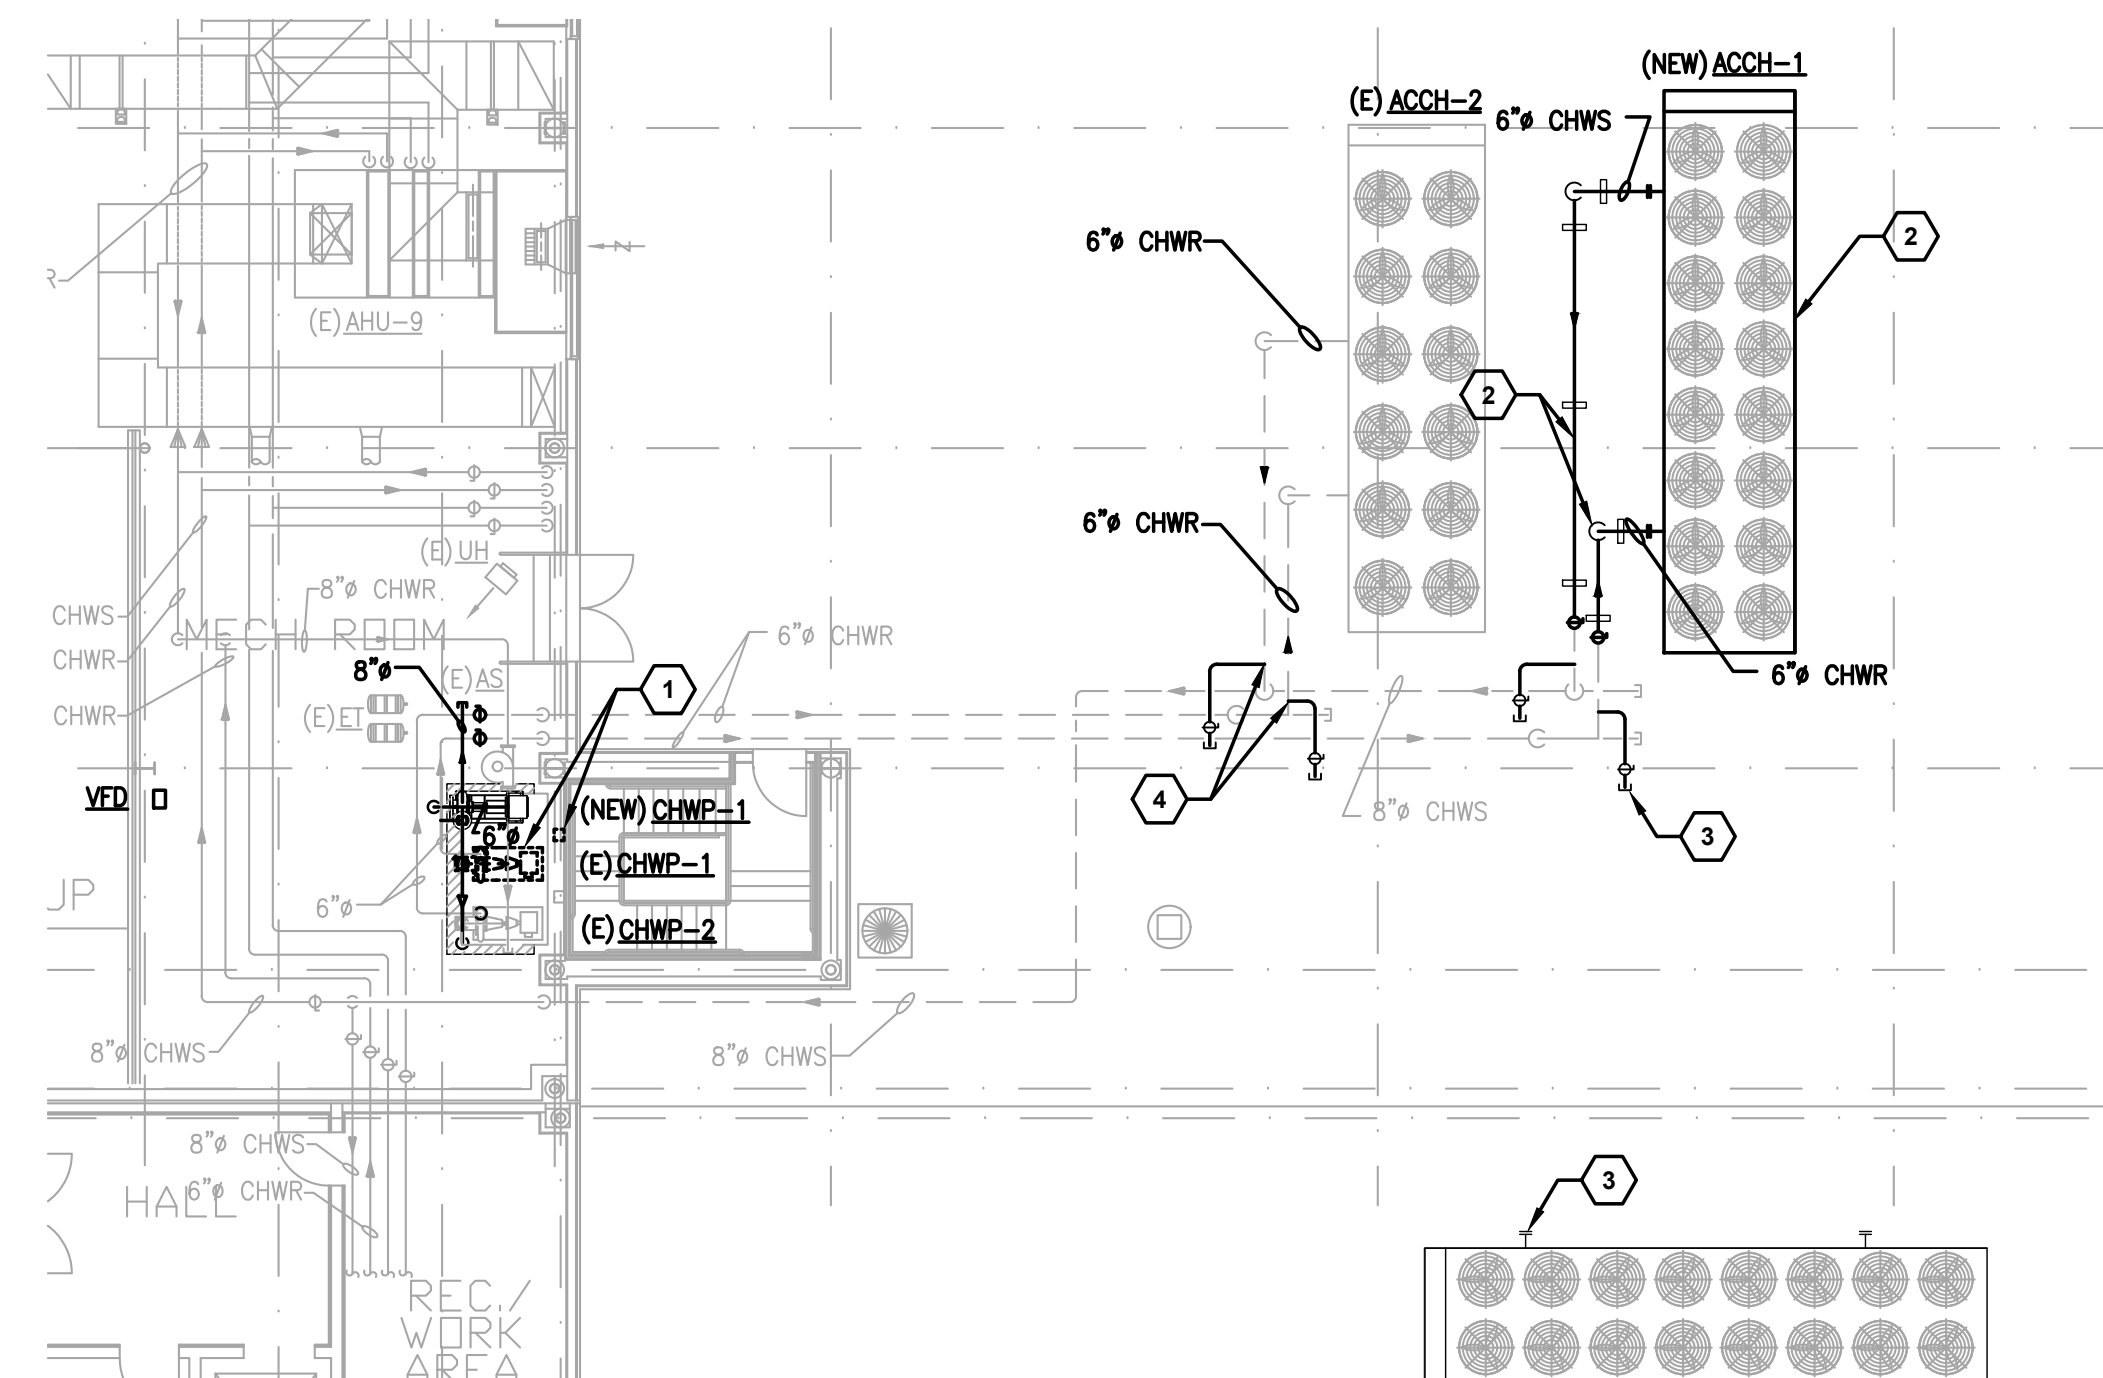 (NEW) ACCH-1
(E) ACCH-2
6"ø CHWS
2
6"ø CHWR
N
(E) AHU-9
2
6"ø CHWR
(E) UH
8"ø CHWR
CHWS
MECH ROOM
6"ø CHWR
CHWR
8"ø
(E) AS
1
6"ø CHWR
CHWR
(E) ET
VFD
4
(NEW) CHWP-1
8"ø CHWS
6"ø
3
(E) CHWP-1
UP
6"ø
(E) CHWP-2
8"ø CHWS
8"ø CHWS
8"ø CHWS
3
6"ø CHWR
HALL
REC./
WORK
AREA